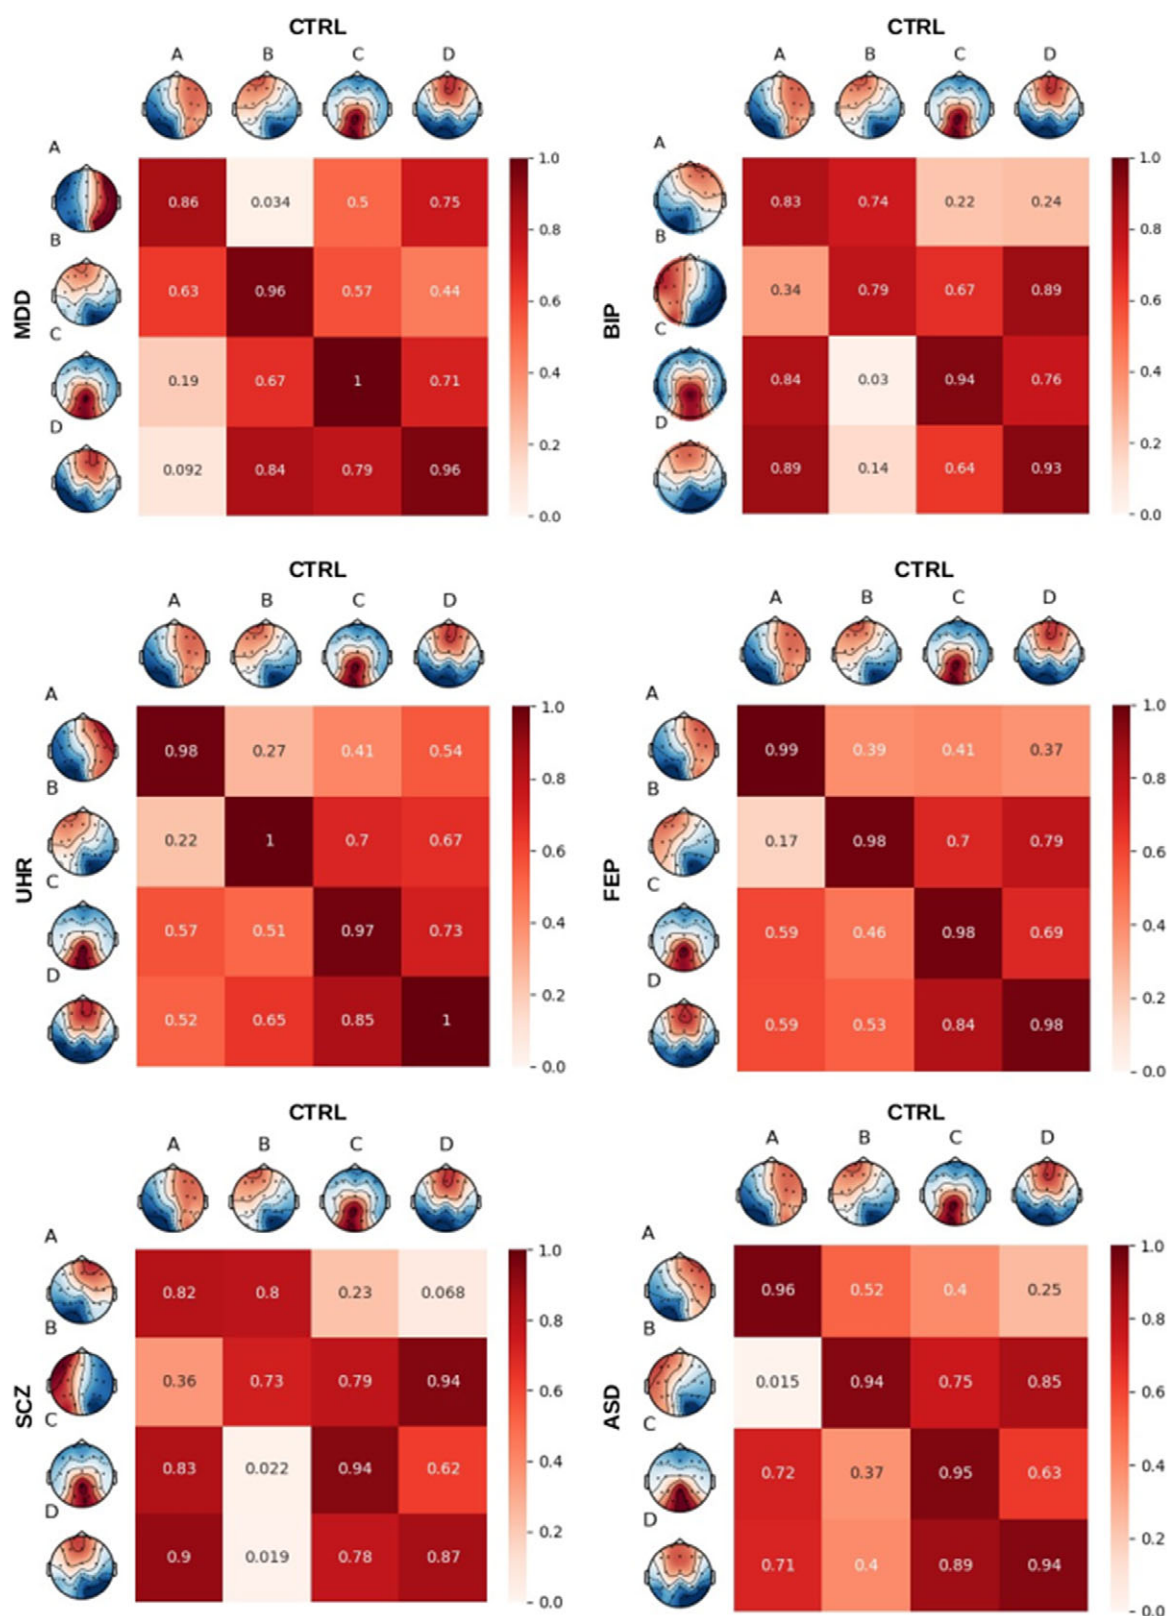 CTRL
A B C D
A
B
C
D
MDD
0.86 0.034 0.5 0.75
0.63 0.96 0.57 0.44
0.19 0.67 1 0.71
0.092 0.84 0.79 0.96
1.0
0.8
0.6
0.4
0.2
0.0
CTRL
A B C D
A
B
C
D
BIP
0.83 0.74 0.22 0.24
0.34 0.79 0.67 0.89
0.84 0.03 0.94 0.76
0.89 0.14 0.64 0.93
1.0
0.8
0.6
0.4
0.2
0.0
CTRL
A B C D
A
B
C
D
UHR
0.98 0.27 0.41 0.54
0.22 1 0.7 0.67
0.57 0.51 0.97 0.73
0.52 0.65 0.85 1
1.0
0.8
0.6
0.4
0.2
0.0
CTRL
A B C D
A
B
C
D
FEP
0.99 0.39 0.41 0.37
0.17 0.98 0.7 0.79
0.59 0.46 0.98 0.69
0.59 0.53 0.84 0.98
1.0
0.8
0.6
0.4
0.2
0.0
CTRL
A B C D
A
B
C
D
SCZ
0.82 0.8 0.23 0.068
0.36 0.73 0.79 0.94
0.83 0.022 0.94 0.62
0.9 0.019 0.78 0.87
1.0
0.8
0.6
0.4
0.2
0.0
CTRL
A B C D
A
B
C
D
ASD
0.96 0.52 0.4 0.25
0.015 0.94 0.75 0.85
0.72 0.37 0.95 0.63
0.71 0.4 0.89 0.94
1.0
0.8
0.6
0.4
0.2
0.0